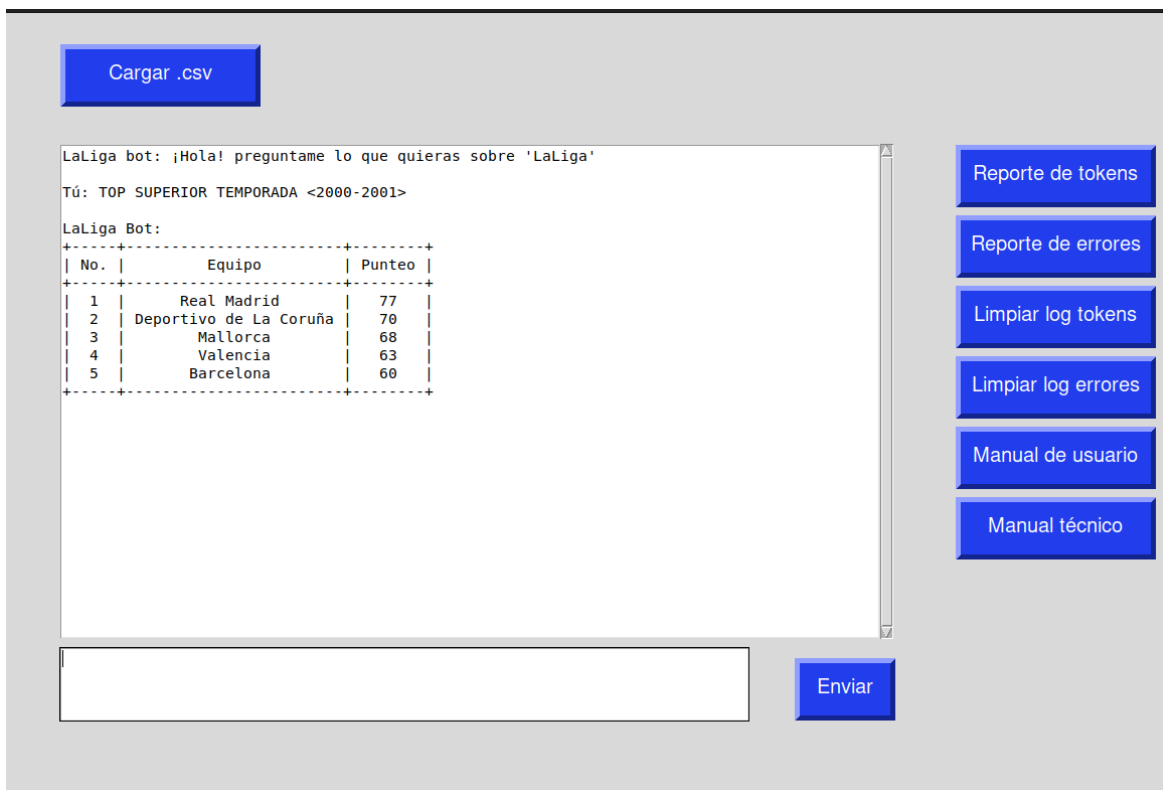 Cargar .csv
LaLiga bot: ¡Hola! preguntame lo que quieras sobre 'LaLiga'
Tú: TOP SUPERIOR TEMPORADA <2000-2001>
LaLiga Bot:
+-----+------------------------+--------+
| No. |         Equipo         | Punteo |
+-----+------------------------+--------+
|  1  |      Real Madrid       |   77   |
|  2  | Deportivo de La Coruña |   70   |
|  3  |        Mallorca        |   68   |
|  4  |        Valencia        |   63   |
|  5  |       Barcelona        |   60   |
+-----+------------------------+--------+
Reporte de tokens
Reporte de errores
Limpiar log tokens
Limpiar log errores
Manual de usuario
Manual técnico
Enviar